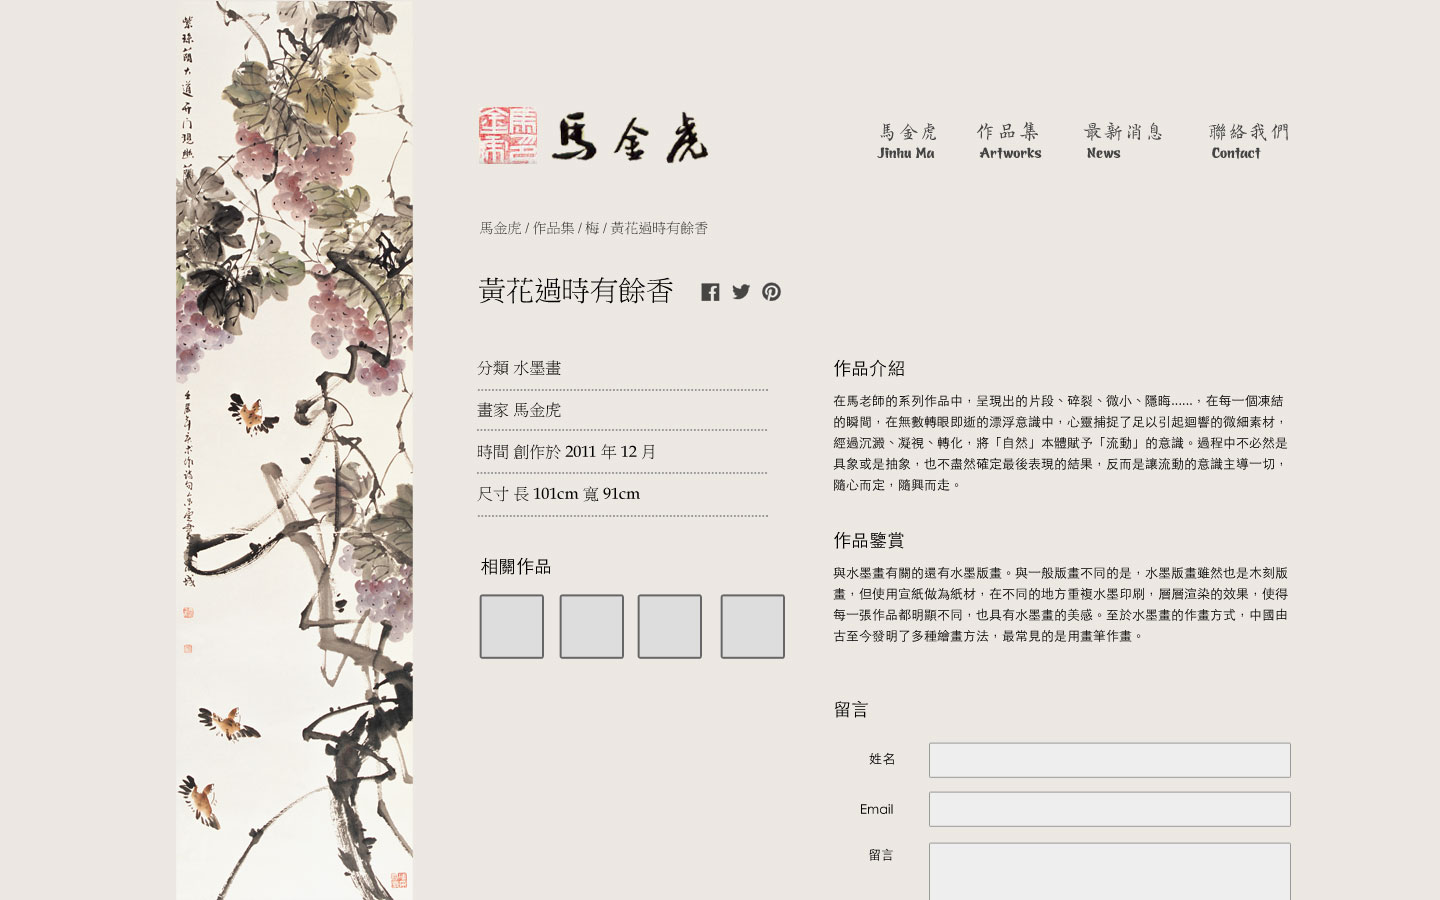 馬金虎
馬金虎 作品集 最新消息 聯絡我們
Jinhu Ma Artworks News Contact
馬金虎 / 作品集 / 梅 / 黃花過時有餘香
黃花過時有餘香
分類 水墨畫
畫家 馬金虎
時間 創作於 2011 年 12 月
尺寸 長 101cm 寬 91cm
相關作品
作品介紹
在馬老師的系列作品中，呈現出的片段、碎裂、微小、隱晦......，在每一個凍結
的瞬間，在無數轉眼即逝的漂浮意識中，心靈捕捉了足以引起迴響的微細素材，
經過沉澱、凝視、轉化，將「自然」本體賦予「流動」的意識。過程中不必然是
具象或是抽象，也不盡然確定最後表現的結果，反而是讓流動的意識主導一切，
隨心而定，隨興而走。
作品鑒賞
與水墨畫有關的還有水墨版畫。與一般版畫不同的是，水墨版畫雖然也是木刻版
畫，但使用宣紙做為紙材，在不同的地方重複水墨印刷，層層渲染的效果，使得
每一張作品都明顯不同，也具有水墨畫的美感。至於水墨畫的作畫方式，中國由
古至今發明了多種繪畫方法，最常見的是用畫筆作畫。
留言
姓名
Email
留言